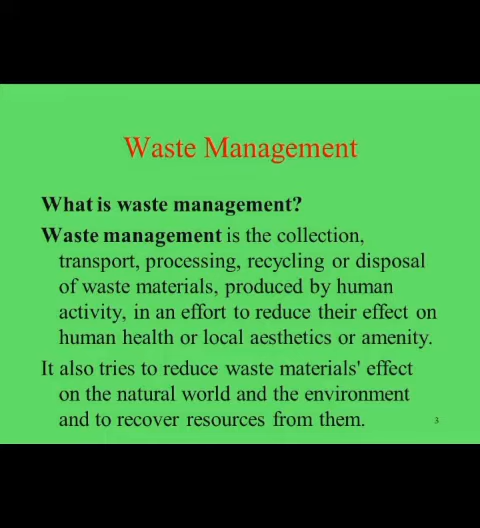 Waste Management
What is waste management?
Waste management is the collection,
transport, processing, recycling or disposal
of waste materials, produced by human
activity, in an effort to reduce their effect on
human health or local aesthetics or amenity.
It also tries to reduce waste materials' effect
on the natural world and the environment
and to recover resources from them.
3